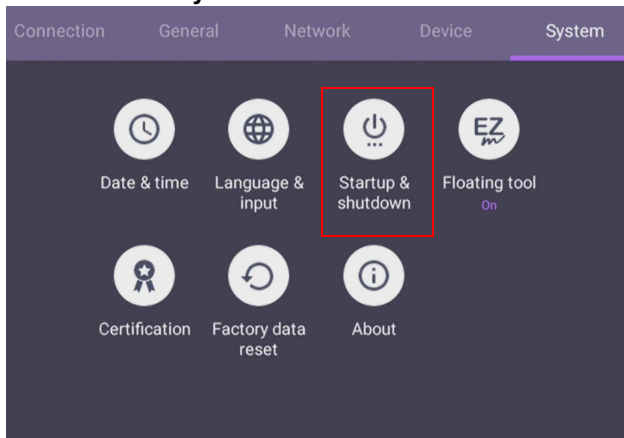 Connection General Network Device System
EZ
m
Date & time
Language &
input
Startup &
shutdown
Floating tool
On
Certification
Factory data
reset
About